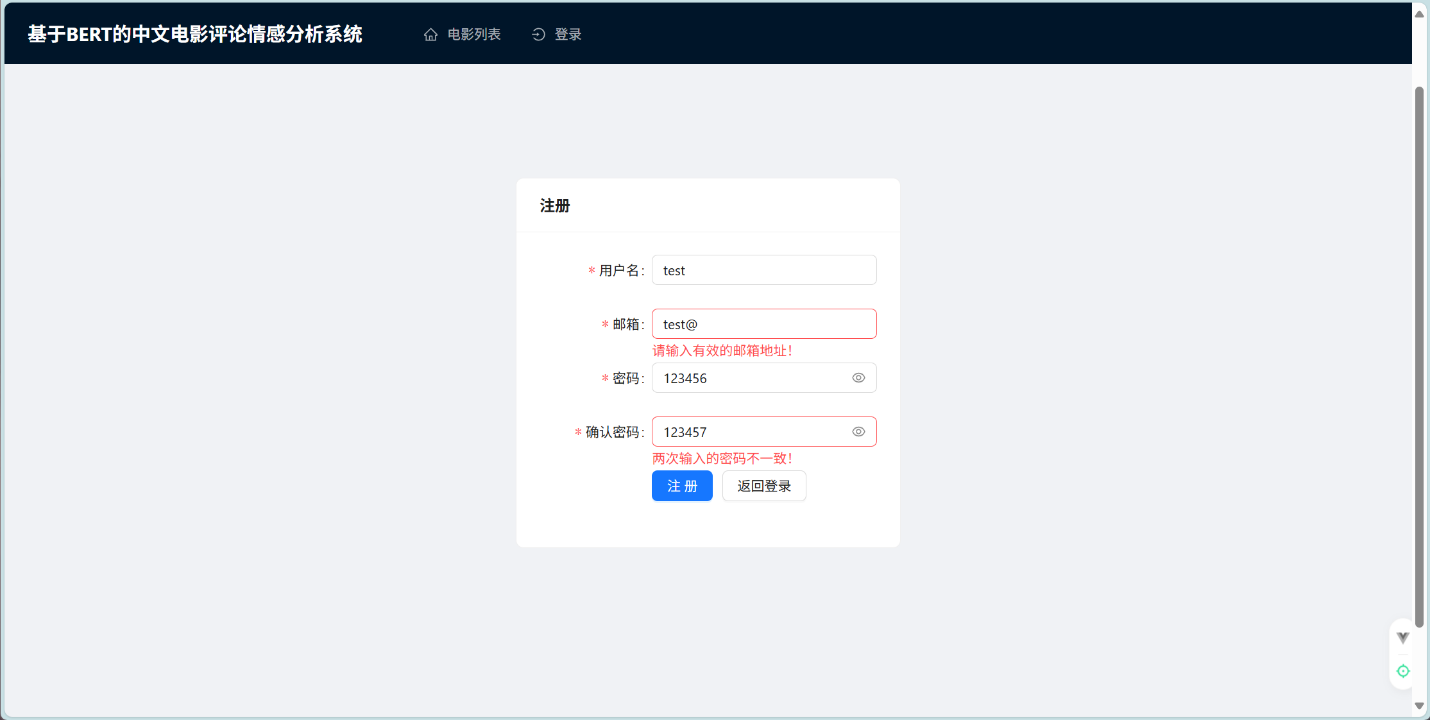 基于BERT的中文电影评论情感分析系统 电影列表 登录
注册
* 用户名: test
* 邮箱: test@
请输入有效的邮箱地址!
* 密码: 123456
* 确认密码: 123457
两次输入的密码不一致!
注 册 返回登录